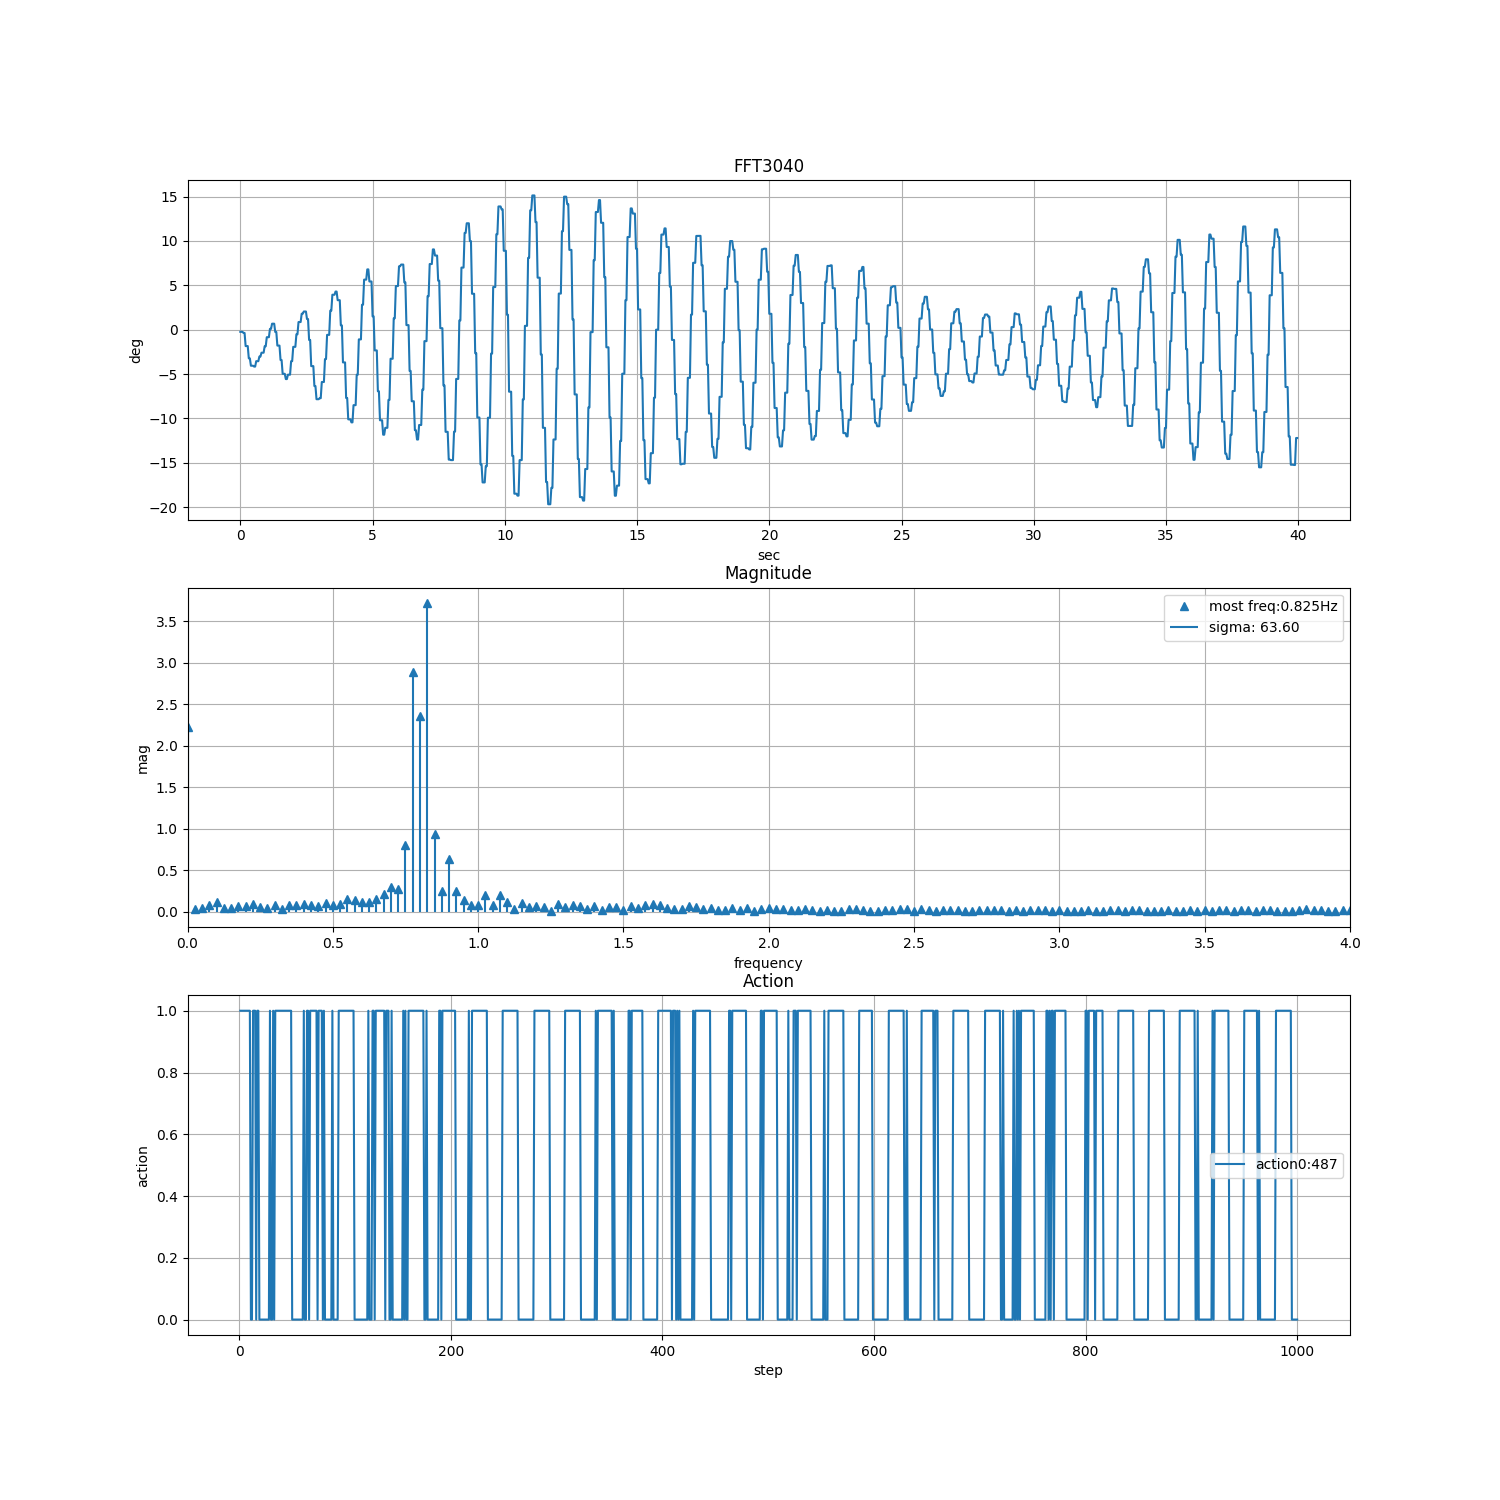 FFT3040
15
10
5
0
−5
−10
−15
−20
deg
0 5 10 15 20 25 30 35 40
sec
Magnitude
most freq:0.825Hz
sigma: 63.60
3.5
3.0
2.5
2.0
1.5
1.0
0.5
0.0
mag
0.0 0.5 1.0 1.5 2.0 2.5 3.0 3.5 4.0
frequency
Action
1.0
0.8
0.6
0.4
0.2
0.0
action
action0:487
0 200 400 600 800 1000
step